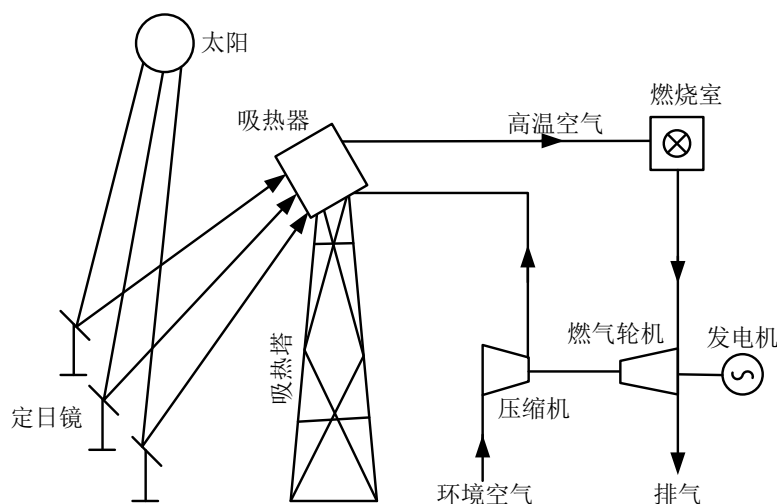 太阳
燃烧室
吸热器
高温空气
燃气轮机
发电机
吸热塔
定日镜
压缩机
环境空气
排气